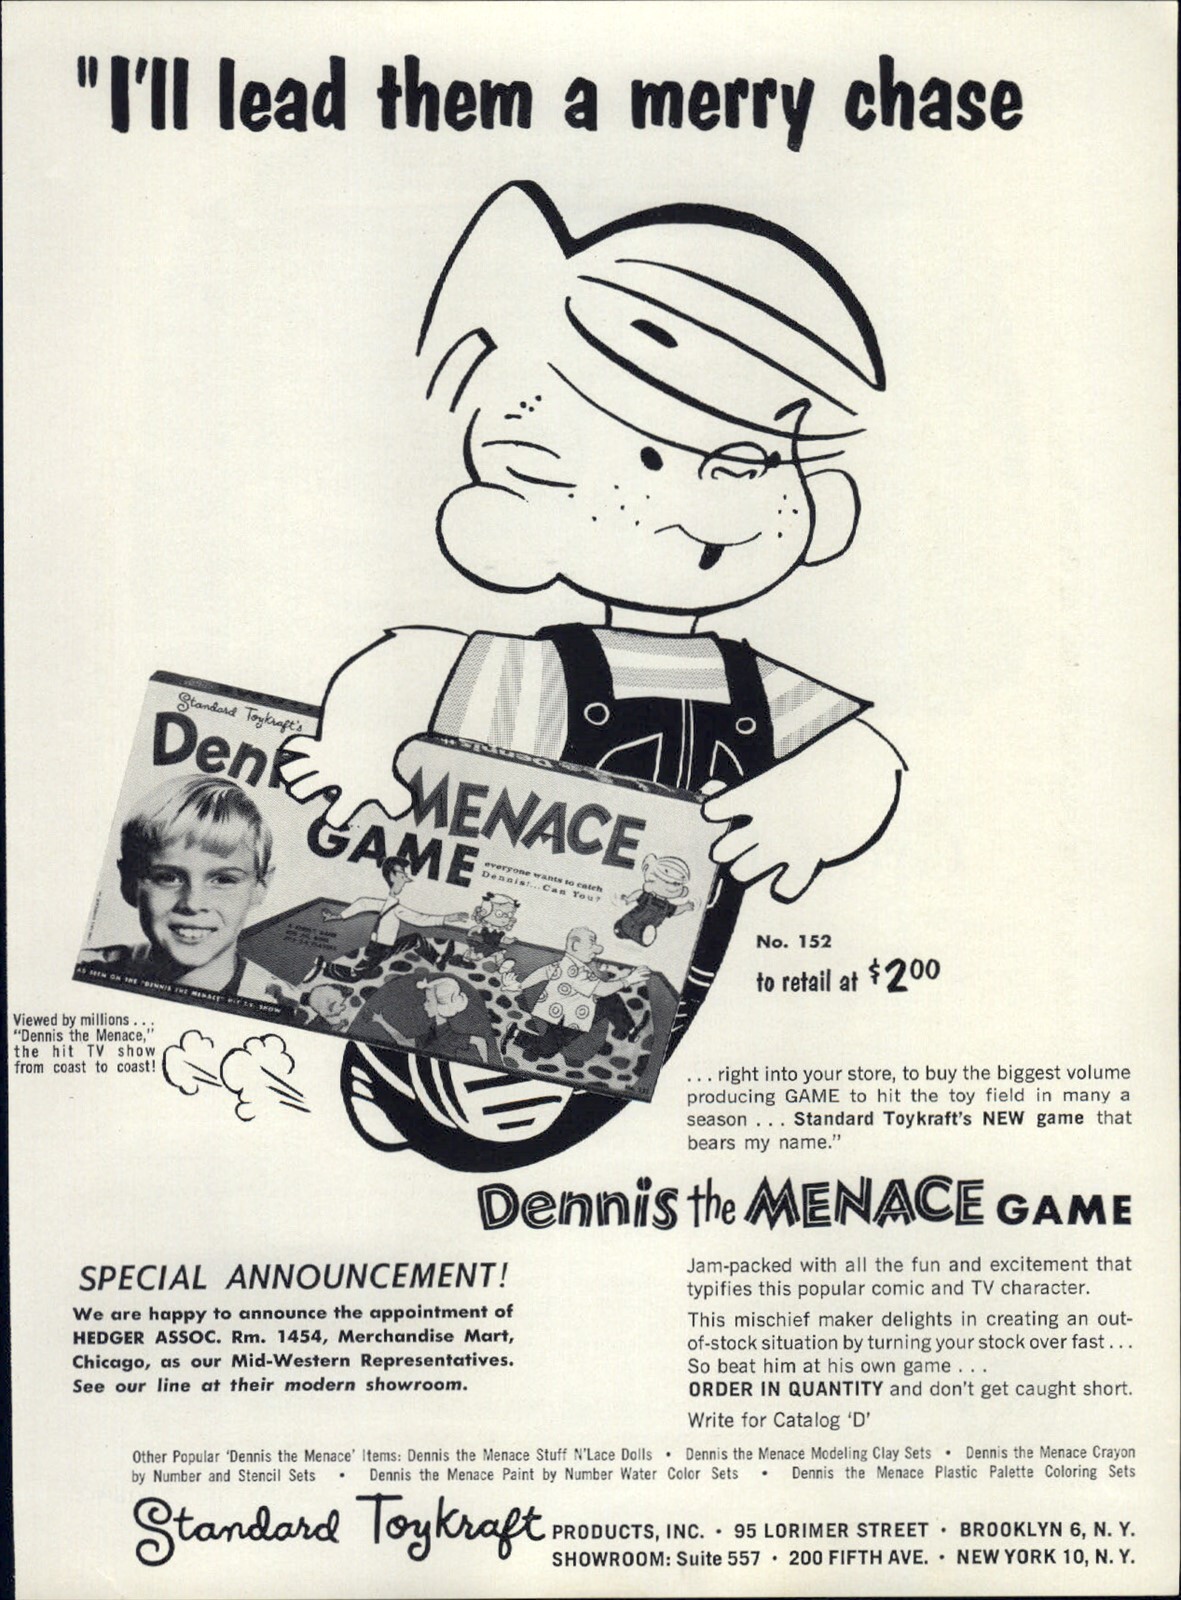 "I'll lead them a merry chase
Standard Toykraft's
Denn
MENACE
GAME
everyone wants to catch
Dennis!...Can You?
AS SEEN ON THE "DENNIS THE MENACE" HIT T.V. SHOW
Viewed by millions . . .
"Dennis the Menace,"
the hit TV show
from coast to coast!
No. 152
to retail at $2.00
. . . right into your store, to buy the biggest volume
producing GAME to hit the toy field in many a
season . . . Standard Toykraft's NEW game that
bears my name."
Dennis the MENACE GAME
SPECIAL ANNOUNCEMENT!
We are happy to announce the appointment of
HEDGER ASSOC. Rm. 1454, Merchandise Mart,
Chicago, as our Mid-Western Representatives.
See our line at their modern showroom.
Jam-packed with all the fun and excitement that
typifies this popular comic and TV character.
This mischief maker delights in creating an out-
of-stock situation by turning your stock over fast . . .
So beat him at his own game . . .
ORDER IN QUANTITY and don't get caught short.
Write for Catalog 'D'
Other Popular 'Dennis the Menace' Items: Dennis the Menace Stuff N'Lace Dolls • Dennis the Menace Modeling Clay Sets • Dennis the Menace Crayon
by Number and Stencil Sets • Dennis the Menace Paint by Number Water Color Sets • Dennis the Menace Plastic Palette Coloring Sets
Standard Toykraft PRODUCTS, INC. • 95 LORIMER STREET • BROOKLYN 6, N. Y.
SHOWROOM: Suite 557 • 200 FIFTH AVE. • NEW YORK 10, N. Y.